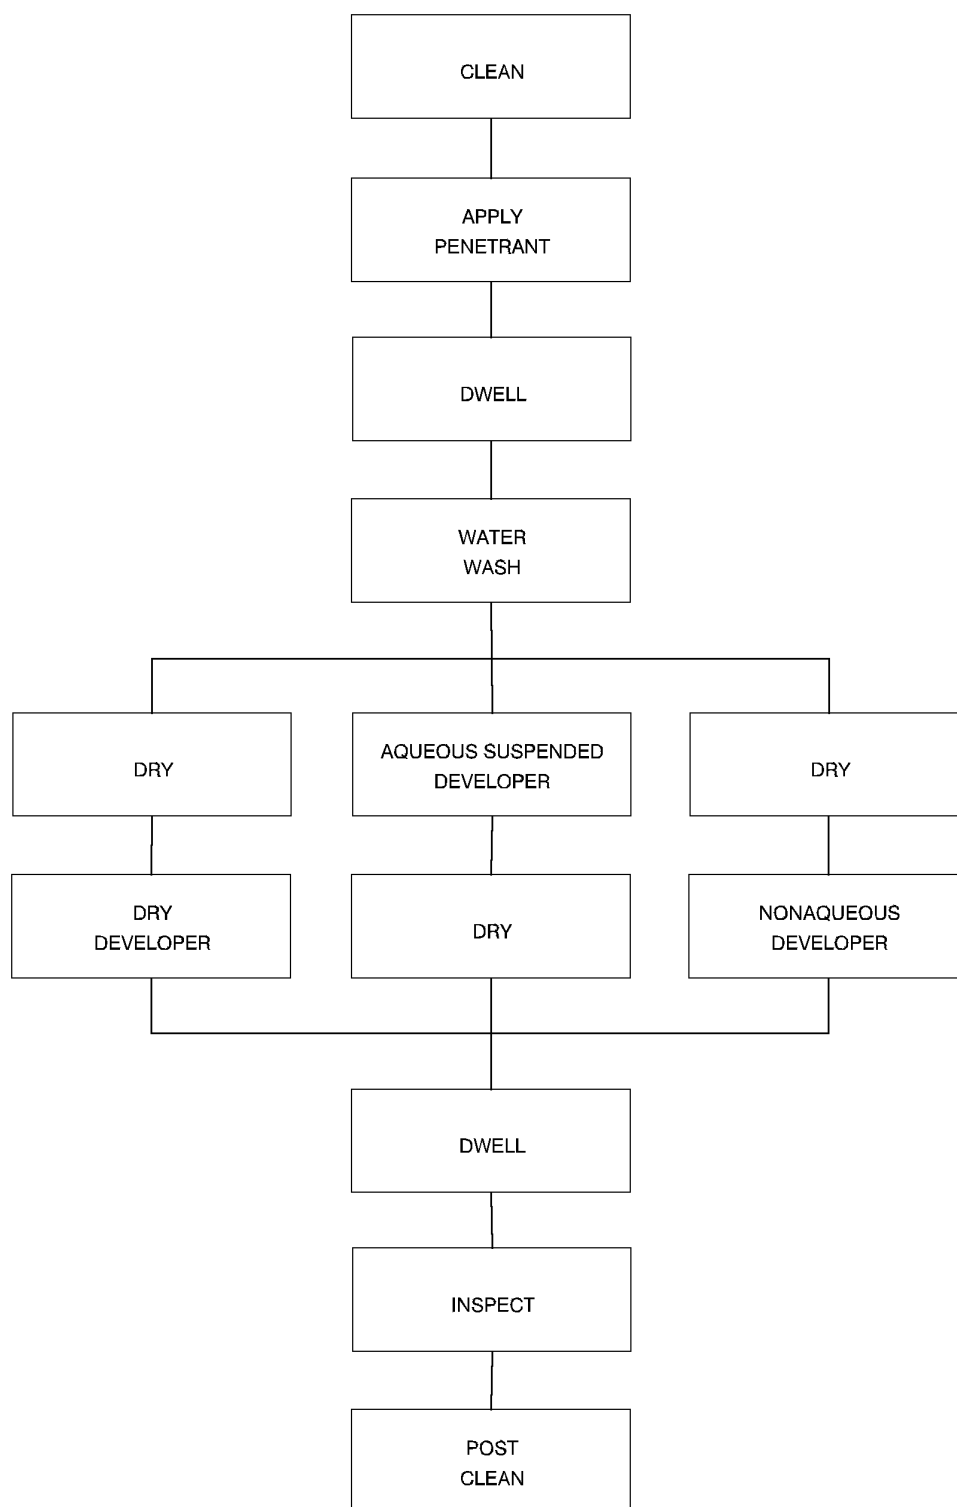 CLEAN
APPLY
PENETRANT
DWELL
WATER
WASH
DRY
AQUEOUS SUSPENDED
DEVELOPER
DRY
DRY
DEVELOPER
DRY
NONAQUEOUS
DEVELOPER
DWELL
INSPECT
POST
CLEAN